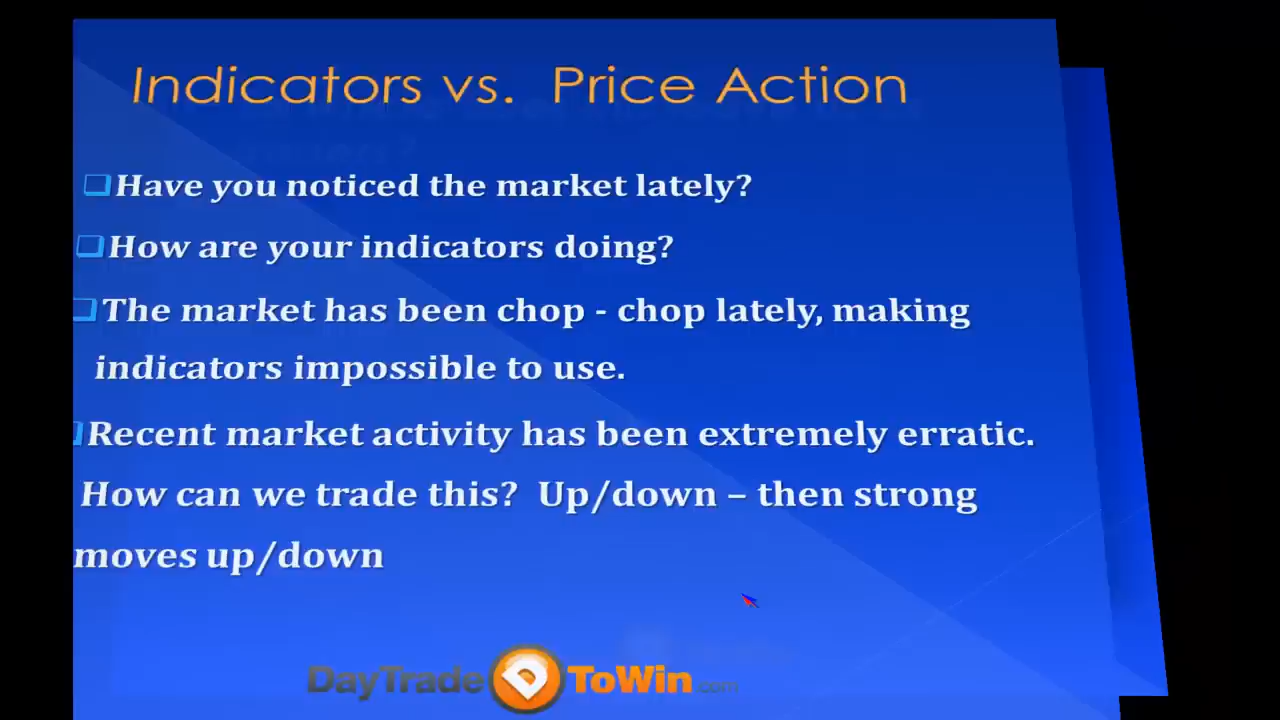 Indicators vs. Price Action
Have you noticed the market lately?
How are your indicators doing?
The market has been chop - chop lately, making
indicators impossible to use.
Recent market activity has been extremely erratic.
How can we trade this? Up/down – then strong
moves up/down
DayTradeToWin.com